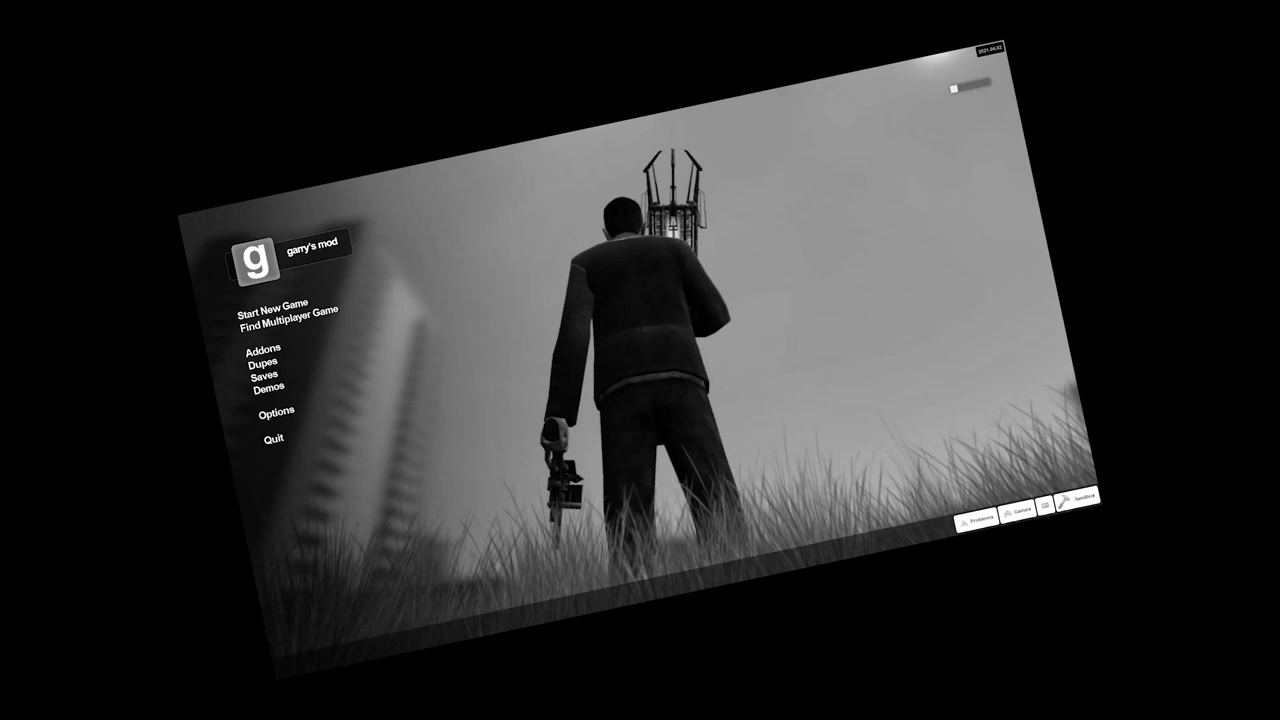 2021.04.02
g garry's mod
Start New Game
Find Multiplayer Game
Addons
Dupes
Saves
Demos
Options
Quit
Problems Games Sandbox